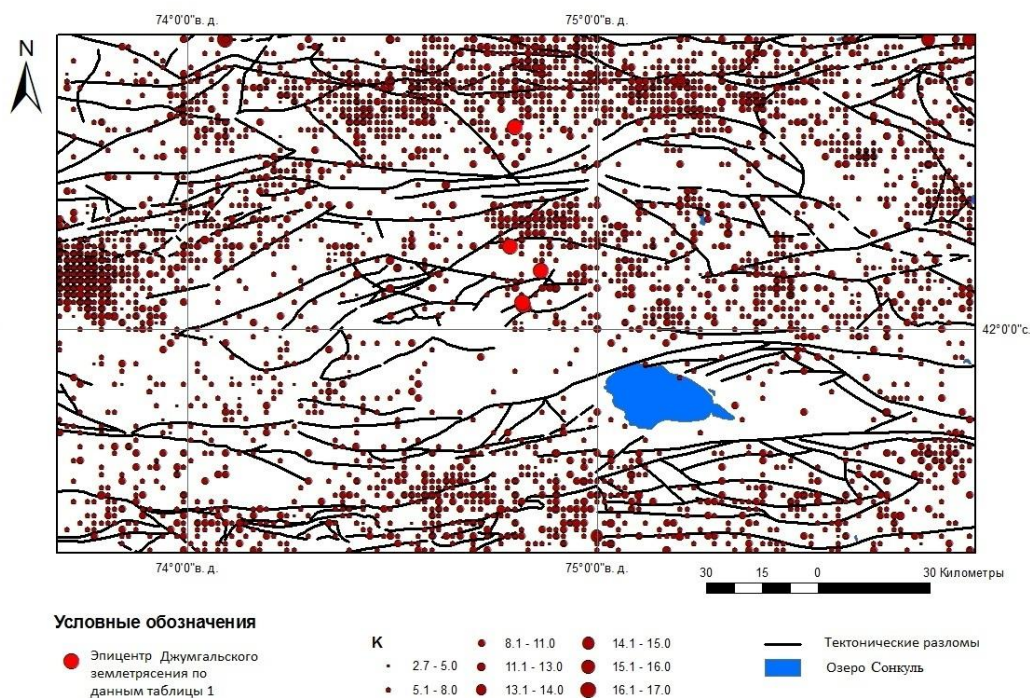 74°0'0"в. д.
75°0'0"в. д.
N
42°0'0"с.
74°0'0"в. д.
75°0'0"в. д.
30 15 0 30 Километры
Условные обозначения
Эпицентр Джумгальского
землетрясения по
данным таблицы 1
К
2.7 - 5.0
5.1 - 8.0
8.1 - 11.0
11.1 - 13.0
13.1 - 14.0
14.1 - 15.0
15.1 - 16.0
16.1 - 17.0
Тектонические разломы
Озеро Сонкуль